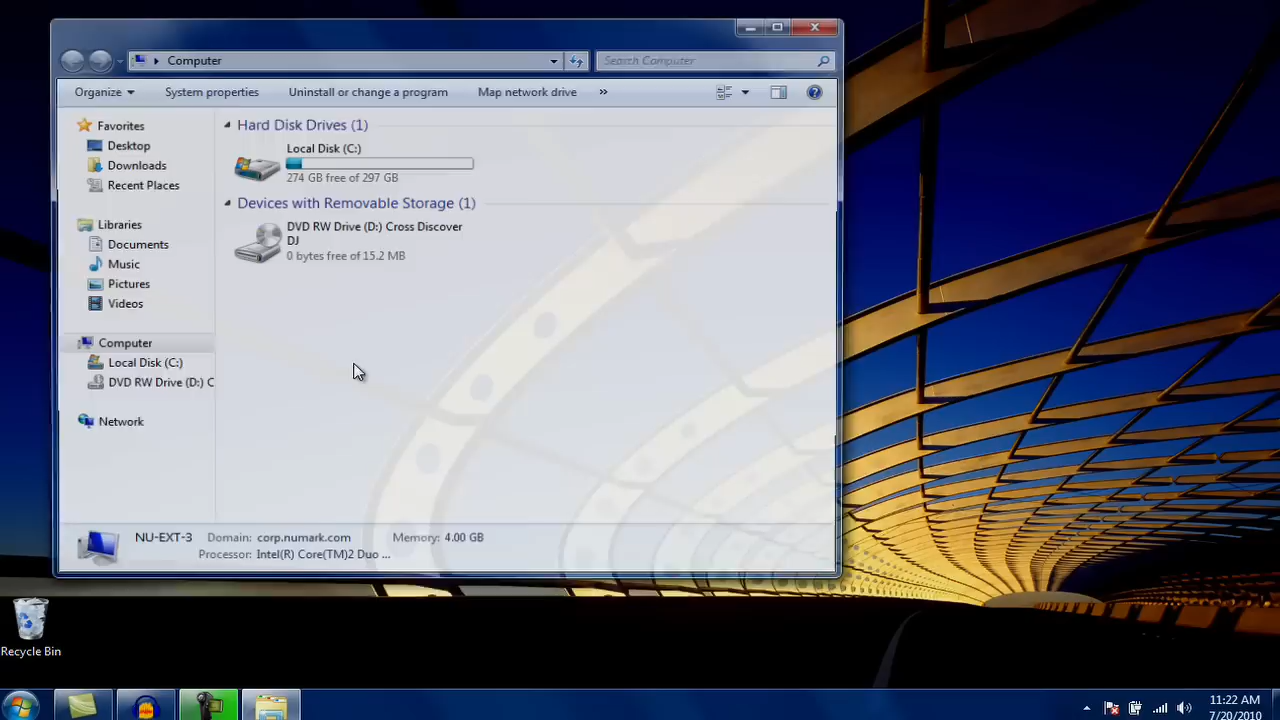 Computer
Search Computer
Organize
System properties
Uninstall or change a program
Map network drive
»
Favorites
Desktop
Downloads
Recent Places
Libraries
Documents
Music
Pictures
Videos
Computer
Local Disk (C:)
DVD RW Drive (D:) C
Network
Hard Disk Drives (1)
Local Disk (C:)
274 GB free of 297 GB
Devices with Removable Storage (1)
DVD RW Drive (D:) Cross Discover
DJ
0 bytes free of 15.2 MB
NU-EXT-3 Domain: corp.numark.com Memory: 4.00 GB
Processor: Intel(R) Core(TM)2 Duo ...
Recycle Bin
11:22 AM
7/20/2010